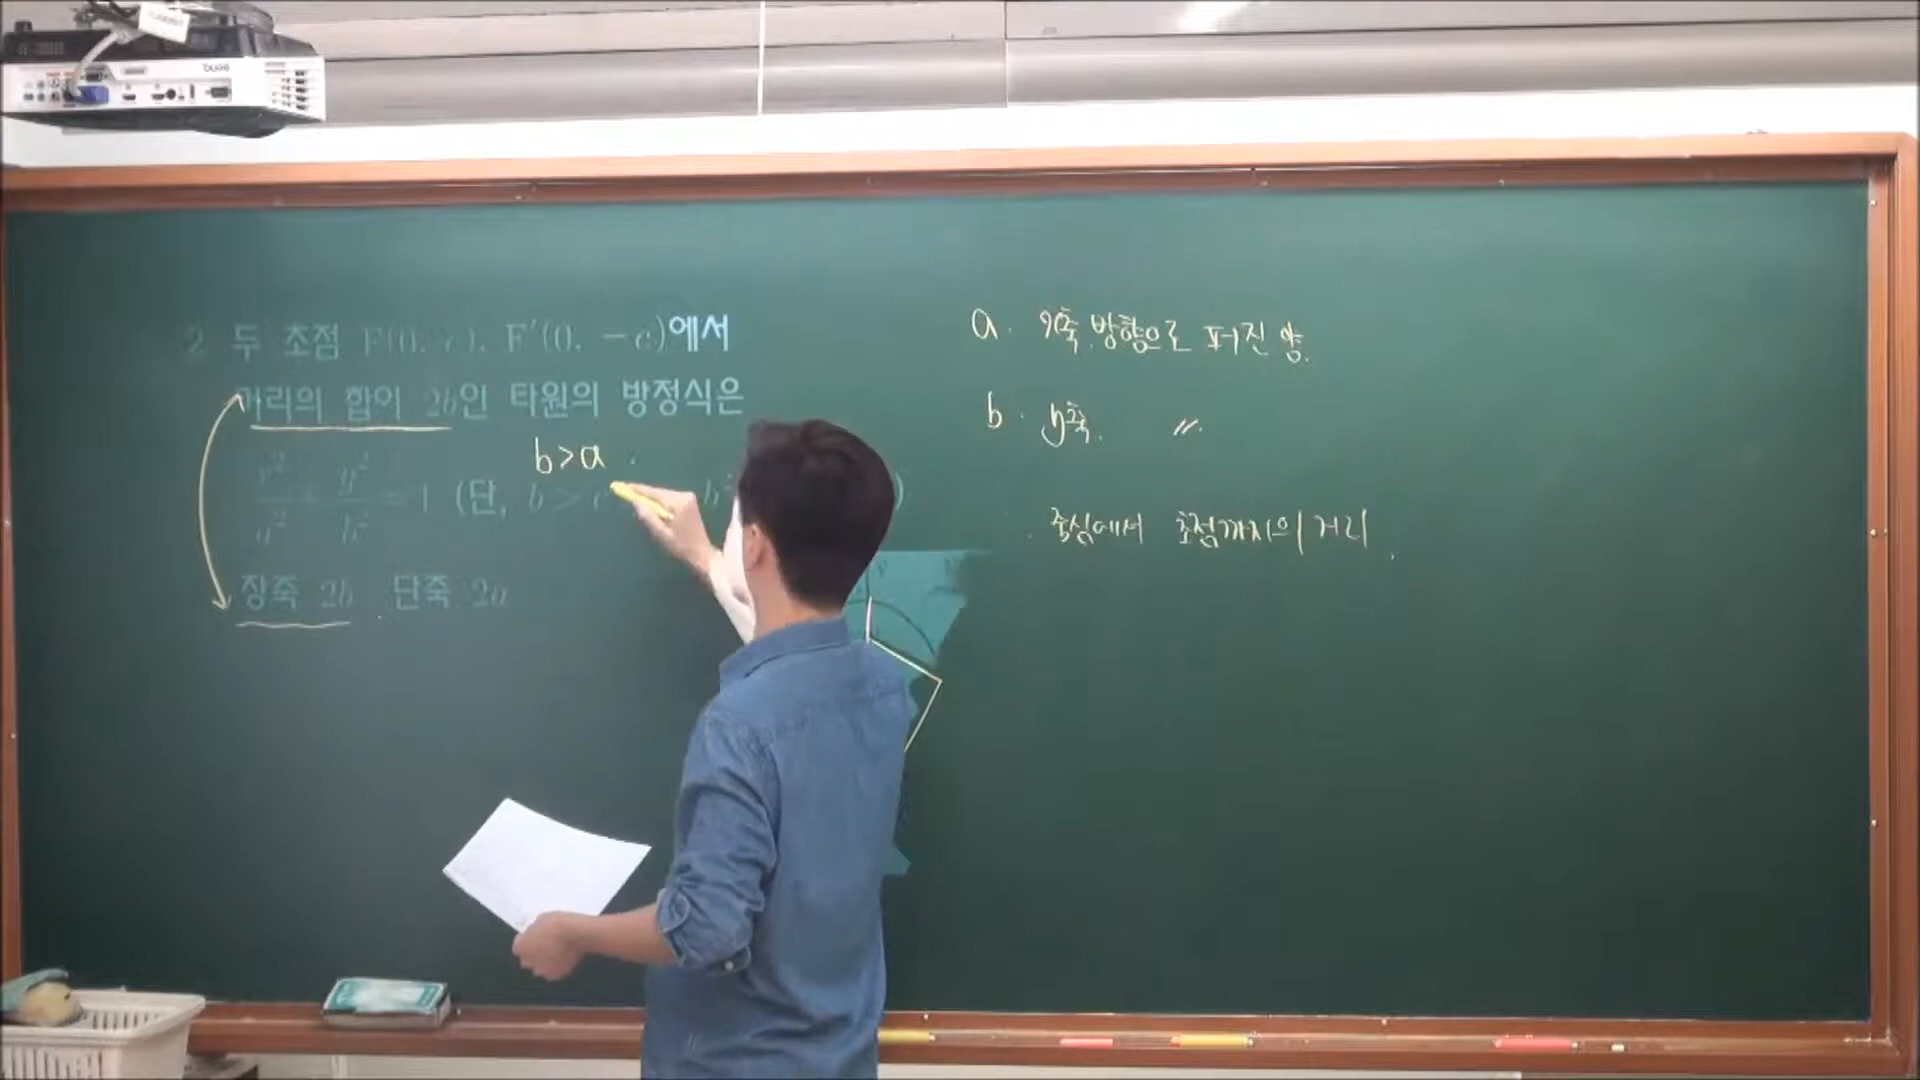 2. 두 초점 F(0, c), F′(0, −c)에서
거리의 합이 2b인 타원의 방정식은
b>a
x²/a² + y²/b² = 1 (단, b > c
장축 2b 단축 2a
a. x축 방향으로 퍼진 양.
b. y축. 〃.
중심에서 초점까지의 거리.
BenQ